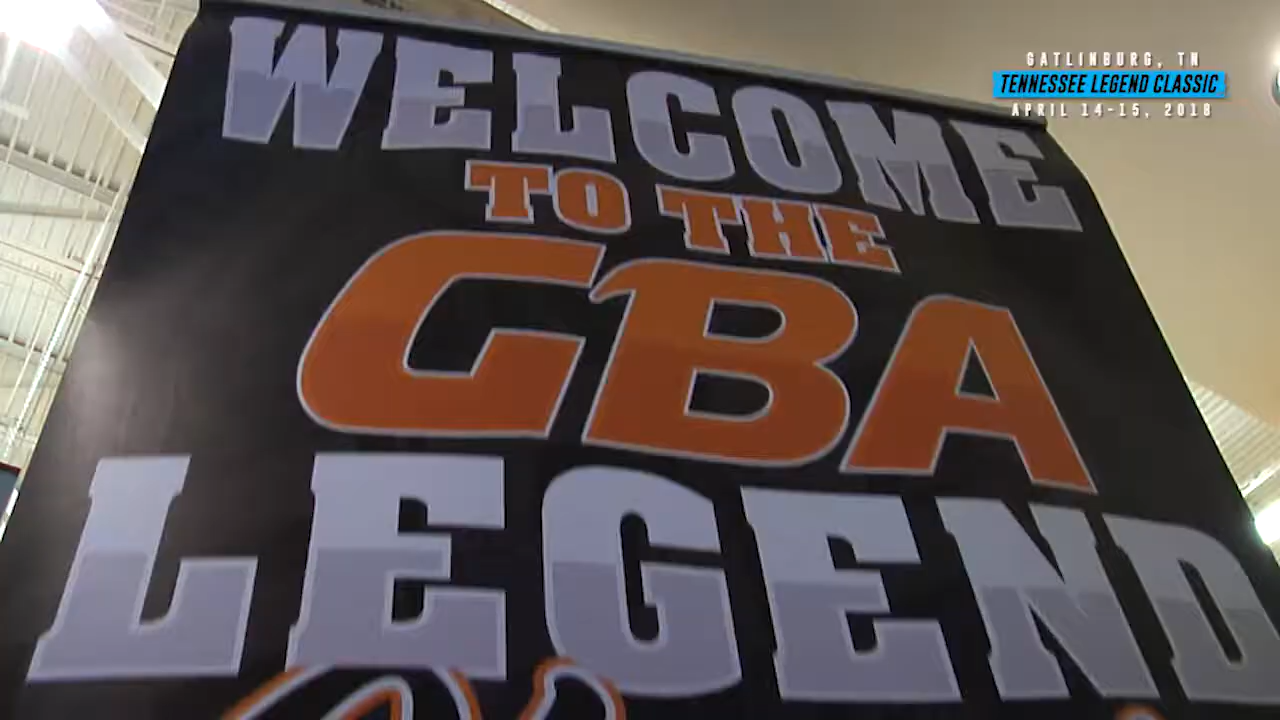 GATLINBURG, TN
TENNESSEE LEGEND CLASSIC
APRIL 14-15, 2018
WELCOME
TO THE
GBA
LEGEND